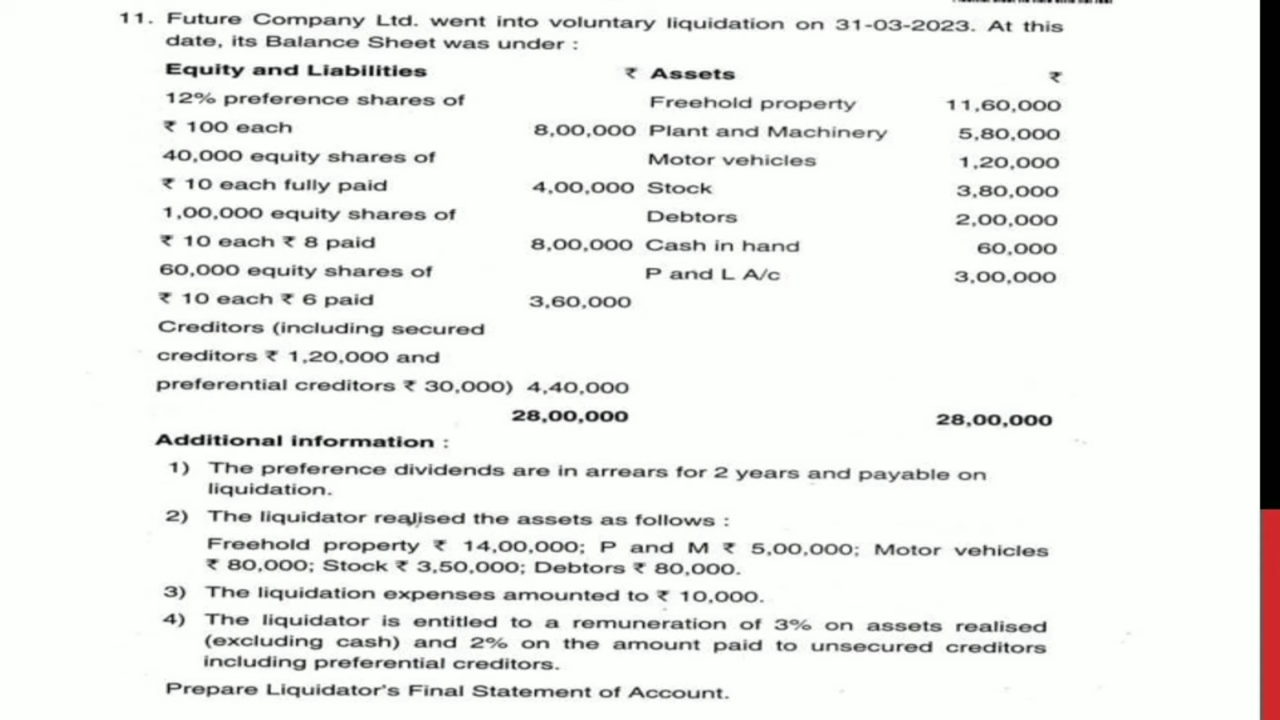 11. Future Company Ltd. went into voluntary liquidation on 31-03-2023. At this
date, its Balance Sheet was under :
Equity and Liabilities ₹ Assets ₹
12% preference shares of Freehold property 11,60,000
₹ 100 each 8,00,000 Plant and Machinery 5,80,000
40,000 equity shares of Motor vehicles 1,20,000
₹ 10 each fully paid 4,00,000 Stock 3,80,000
1,00,000 equity shares of Debtors 2,00,000
₹ 10 each ₹ 8 paid 8,00,000 Cash in hand 60,000
60,000 equity shares of P and L A/c 3,00,000
₹ 10 each ₹ 6 paid 3,60,000
Creditors (including secured
creditors ₹ 1,20,000 and
preferential creditors ₹ 30,000) 4,40,000
28,00,000 28,00,000
Additional information :
1) The preference dividends are in arrears for 2 years and payable on
liquidation.
2) The liquidator realised the assets as follows :
Freehold property ₹ 14,00,000; P and M ₹ 5,00,000; Motor vehicles
₹ 80,000; Stock ₹ 3,50,000; Debtors ₹ 80,000.
3) The liquidation expenses amounted to ₹ 10,000.
4) The liquidator is entitled to a remuneration of 3% on assets realised
(excluding cash) and 2% on the amount paid to unsecured creditors
including preferential creditors.
Prepare Liquidator's Final Statement of Account.